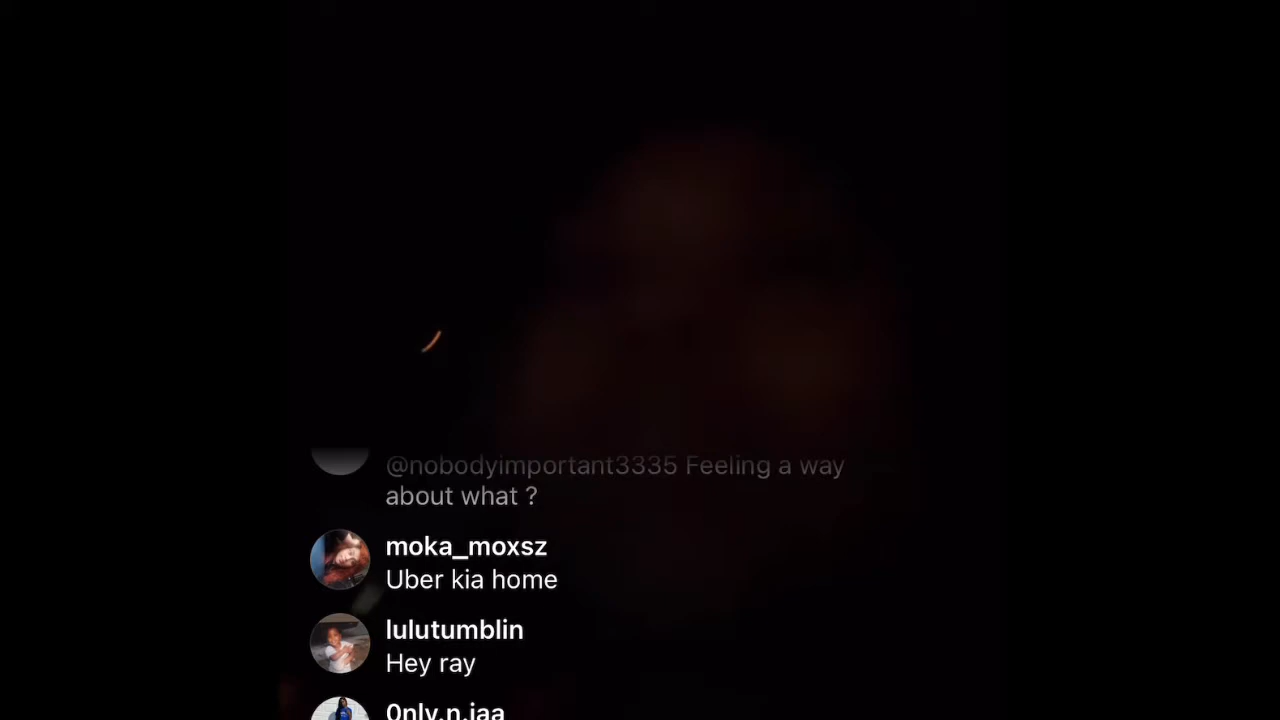 @nobodyimportant3335 Feeling a way
about what ?
moka_moxsz
Uber kia home
lulutumblin
Hey ray
0nly.n.jaa